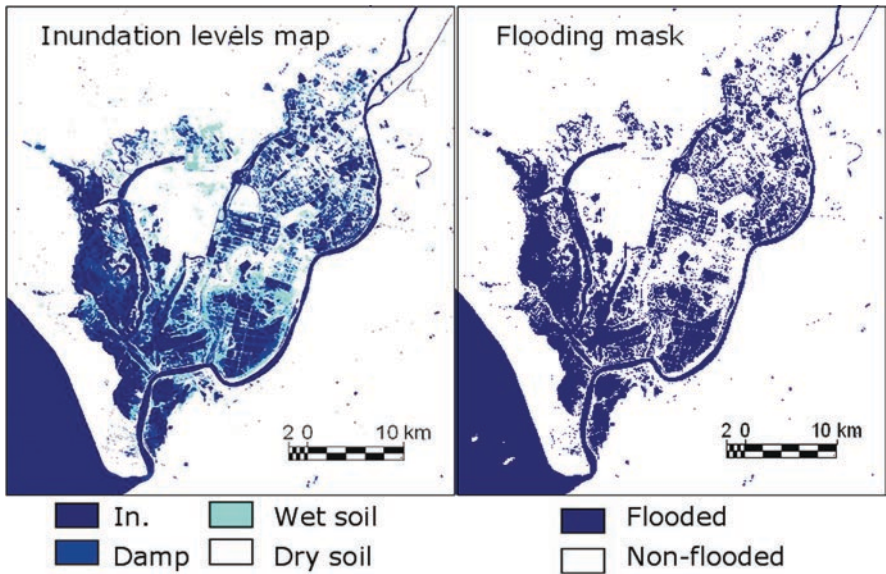 Inundation levels map
Flooding mask
2 0 10 km
2 0 10 km
In.
Wet soil
Damp
Dry soil
Flooded
Non-flooded